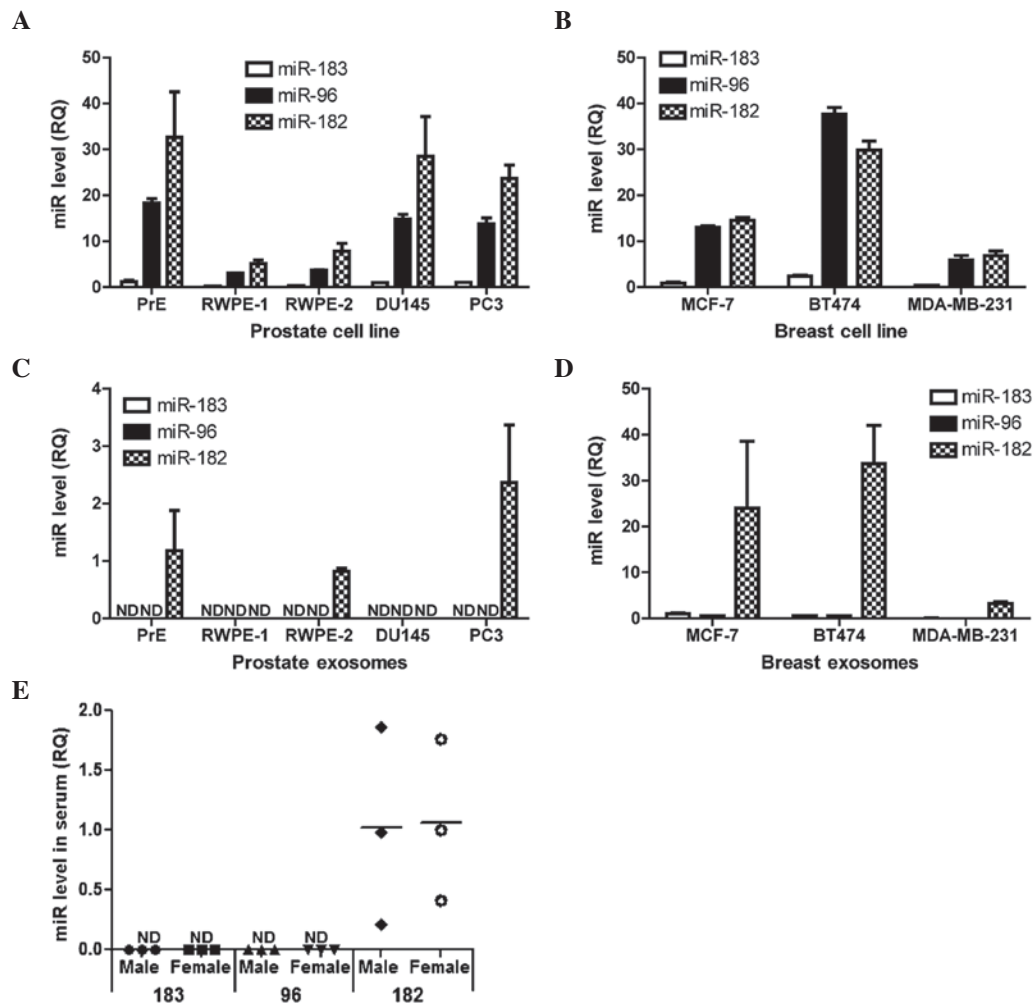 A
miR level (RQ)
50
40
30
20
10
0
miR-183
miR-96
miR-182
PrE RWPE-1 RWPE-2 DU145 PC3
Prostate cell line
B
miR level (RQ)
50
40
30
20
10
0
miR-183
miR-96
miR-182
MCF-7 BT474 MDA-MB-231
Breast cell line
C
miR level (RQ)
4
3
2
1
0
miR-183
miR-96
miR-182
NDND NDNDND NDND NDNDND NDND
PrE RWPE-1 RWPE-2 DU145 PC3
Prostate exosomes
D
miR level (RQ)
50
40
30
20
10
0
miR-183
miR-96
miR-182
MCF-7 BT474 MDA-MB-231
Breast exosomes
E
miR level in serum (RQ)
2.0
1.5
1.0
0.5
0.0
ND ND ND ND
Male Female Male Female Male Female
183 96 182